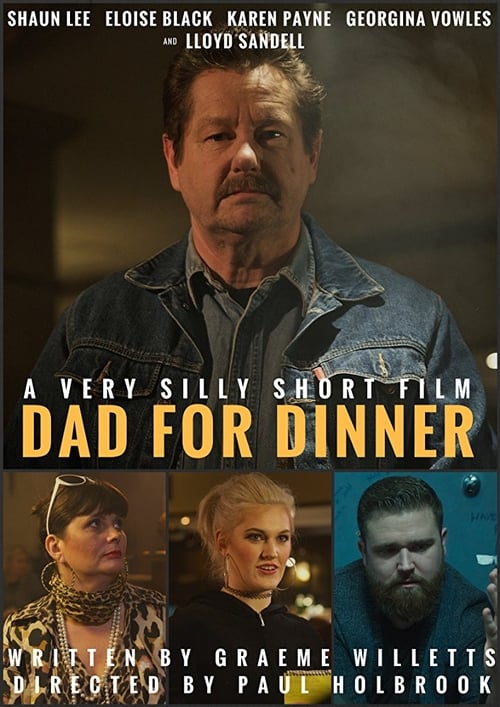 SHAUN LEE ELOISE BLACK KAREN PAYNE GEORGINA VOWLES
AND LLOYD SANDELL
A VERY SILLY SHORT FILM
DAD FOR DINNER
WRITTEN BY GRAEME WILLETTS
DIRECTED BY PAUL HOLBROOK